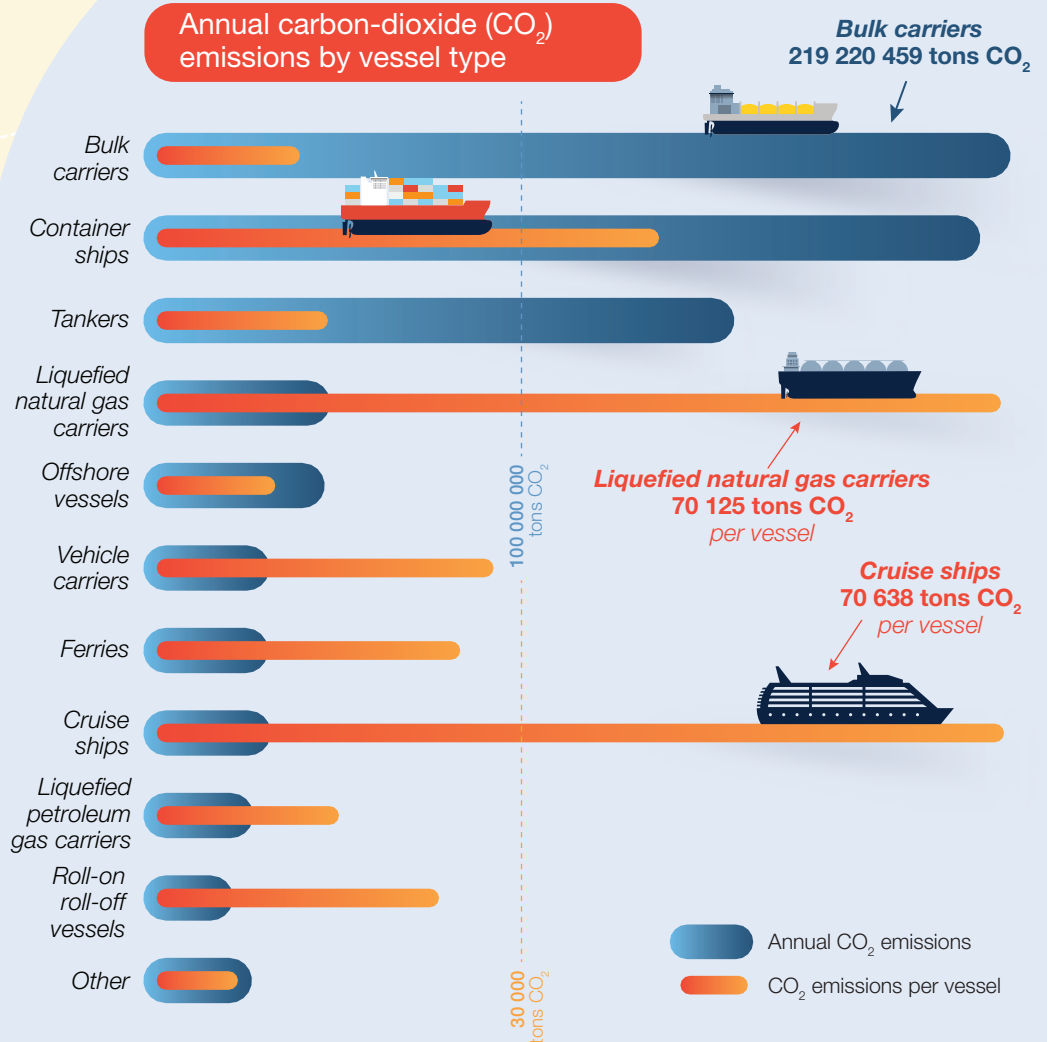 Annual carbon-dioxide (CO₂)
emissions by vessel type
Bulk carriers
219 220 459 tons CO₂
Bulk
carriers
Container
ships
Tankers
Liquefied
natural gas
carriers
Liquefied natural gas carriers
70 125 tons CO₂
per vessel
Offshore
vessels
100 000 000
tons CO₂
Vehicle
carriers
Cruise ships
70 638 tons CO₂
per vessel
Ferries
Cruise
ships
Liquefied
petroleum
gas carriers
Roll-on
roll-off
vessels
Other
30 000
tons CO₂
Annual CO₂ emissions
CO₂ emissions per vessel